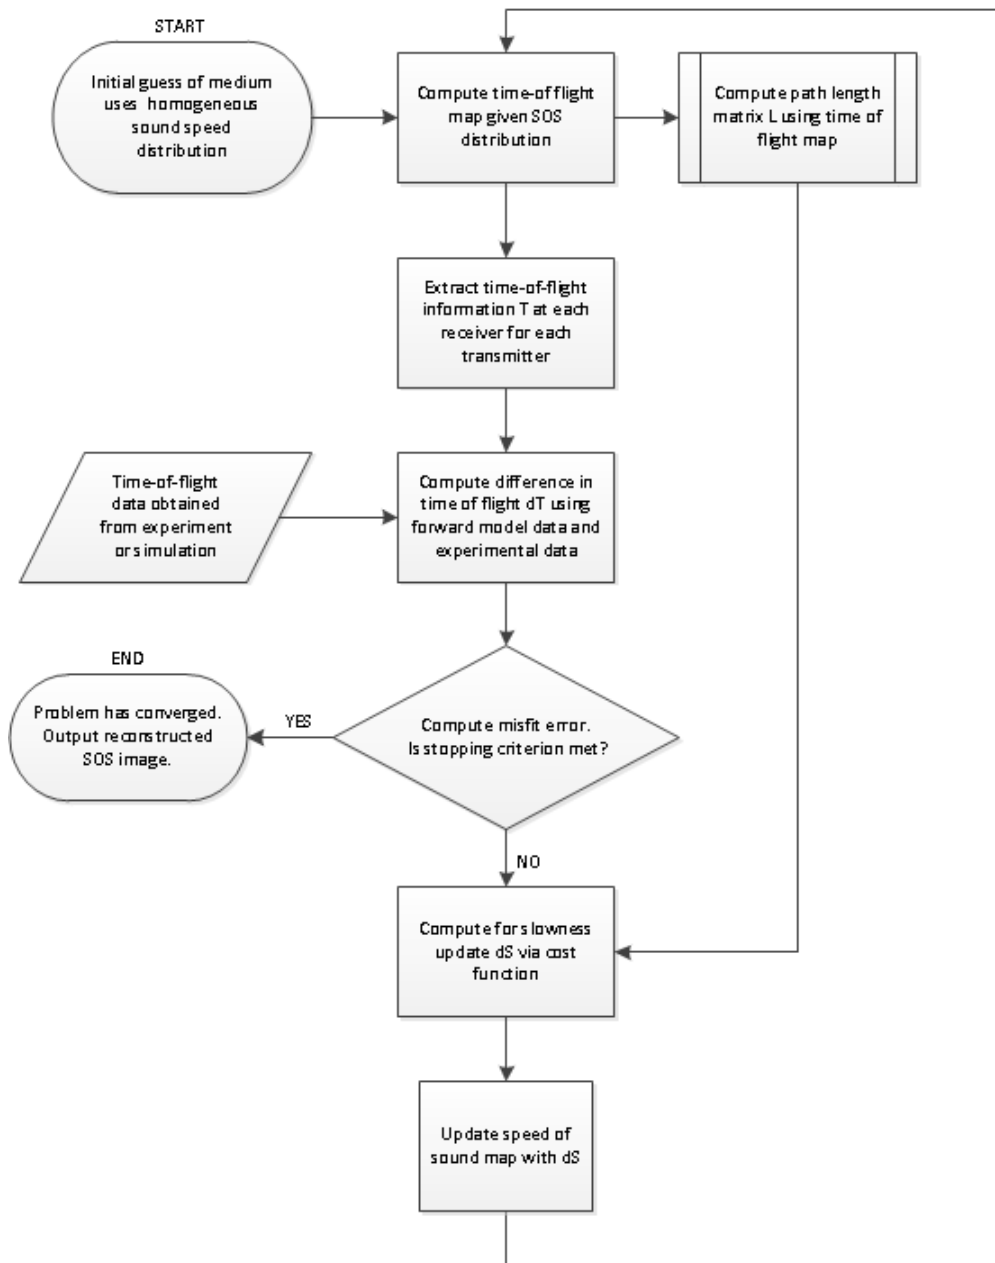 START
Initial guess of medium
uses homogeneous
sound speed
distribution
Compute time-of flight
map given SOS
distribution
Compute path length
matrix L using time of
flight map
Extract time-of-flight
information T at each
receiver for each
transmitter
Time-of-flight
data obtained
from experiment
or simulation
Compute difference in
time of flight dT using
forward model data and
experimental data
END
Problem has converged.
Output reconstructed
SOS image.
YES
Compute misfit error.
Is stopping criterion met?
NO
Compute for slowness
update dS via cost
function
Update speed of
sound map with dS